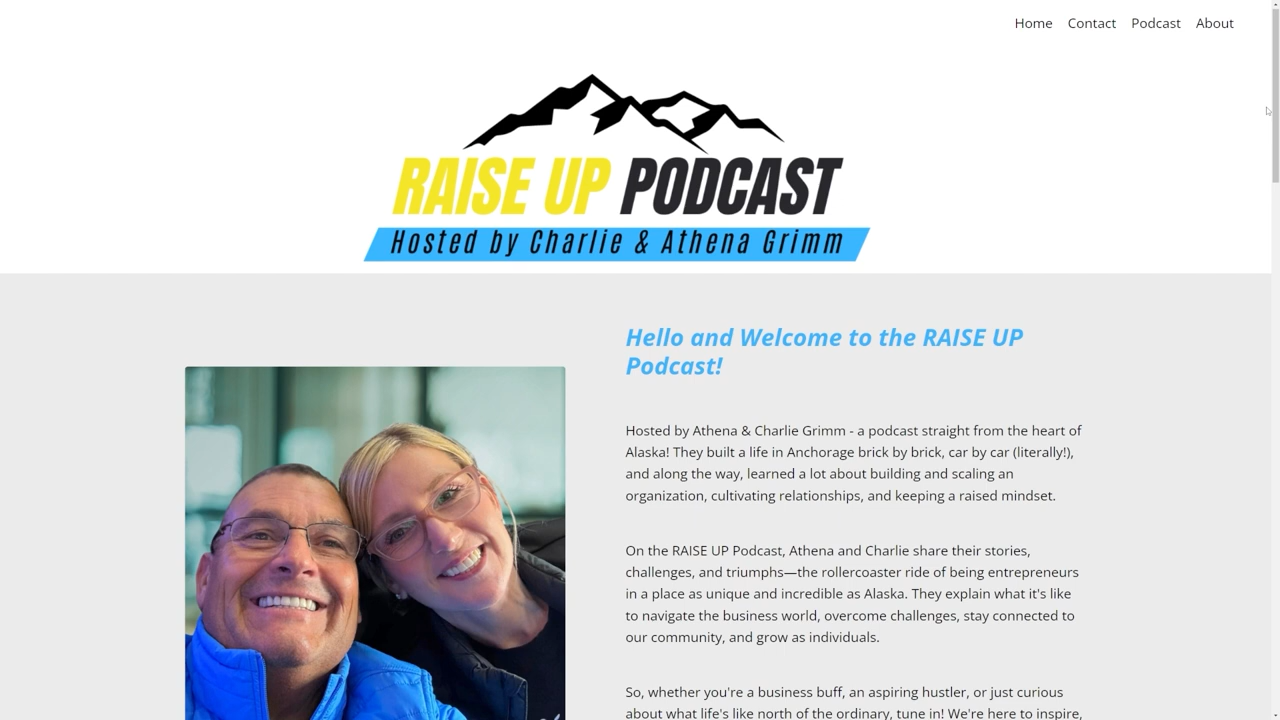 Home Contact Podcast About
RAISE UP PODCAST
Hosted by Charlie & Athena Grimm
Hello and Welcome to the RAISE UP
Podcast!
Hosted by Athena & Charlie Grimm - a podcast straight from the heart of
Alaska! They built a life in Anchorage brick by brick, car by car (literally!),
and along the way, learned a lot about building and scaling an
organization, cultivating relationships, and keeping a raised mindset.
On the RAISE UP Podcast, Athena and Charlie share their stories,
challenges, and triumphs—the rollercoaster ride of being entrepreneurs
in a place as unique and incredible as Alaska. They explain what it's like
to navigate the business world, overcome challenges, stay connected to
our community, and grow as individuals.
So, whether you're a business buff, an aspiring hustler, or just curious
about what life's like north of the ordinary, tune in! We're here to inspire,